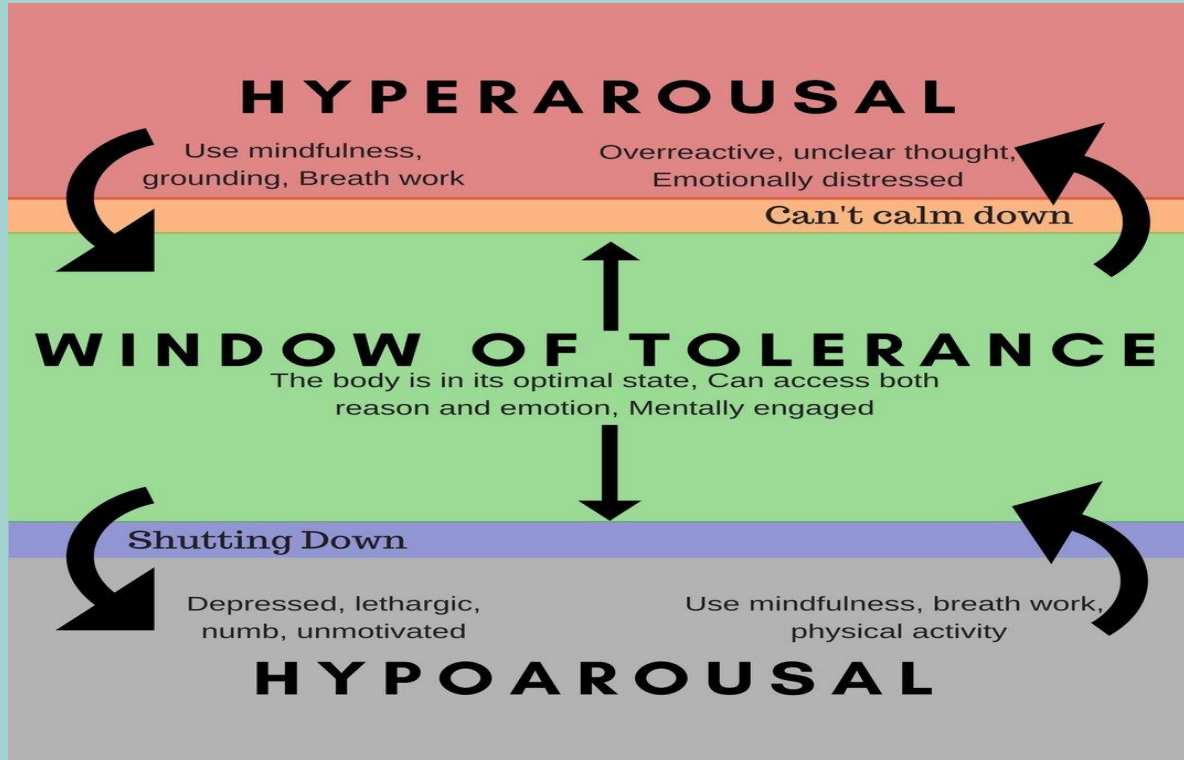 HYPERAROUSAL
Use mindfulness,
grounding, Breath work
Overreactive, unclear thought,
Emotionally distressed
Can't calm down
WINDOW OF TOLERANCE
The body is in its optimal state, Can access both
reason and emotion, Mentally engaged
Shutting Down
Depressed, lethargic,
numb, unmotivated
Use mindfulness, breath work,
physical activity
HYPOAROUSAL